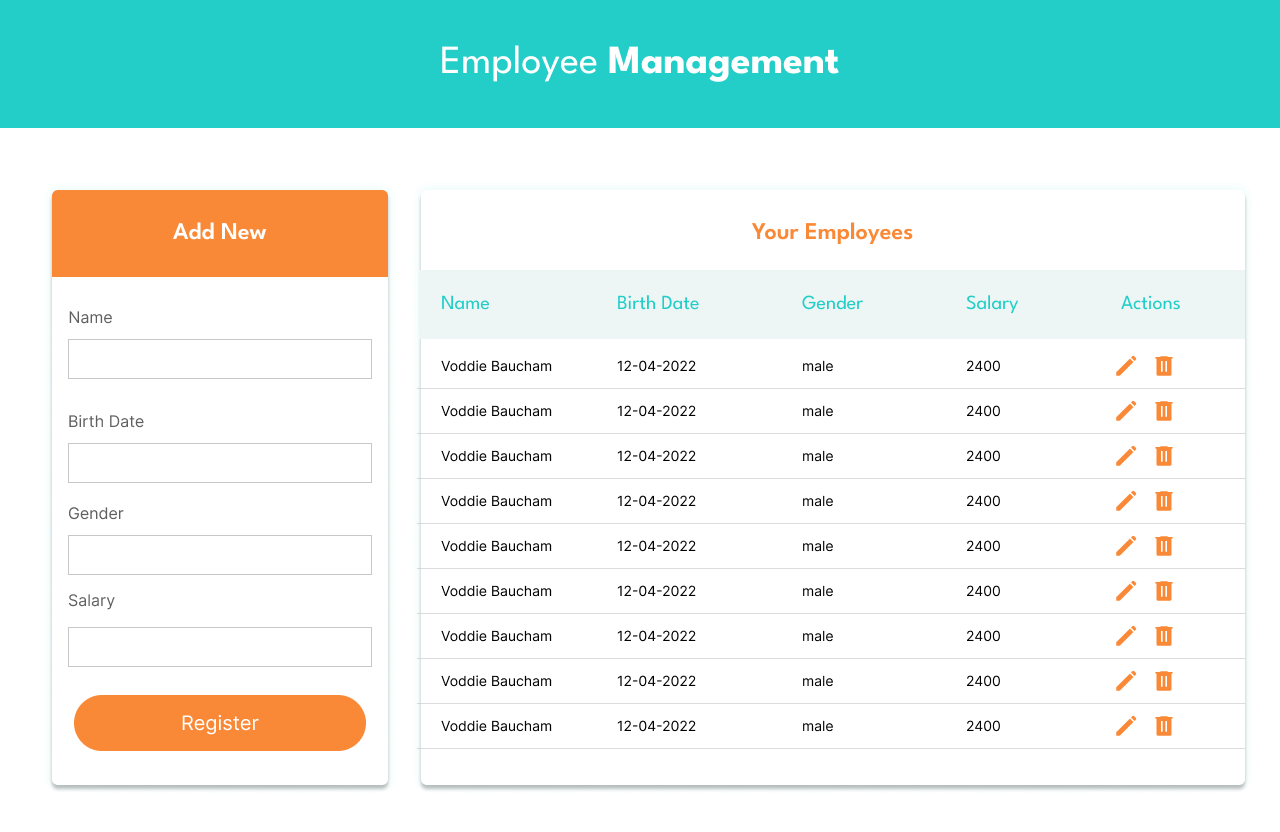 Employee Management
Add New
Name
Birth Date
Gender
Salary
Register
Your Employees
Name Birth Date Gender Salary Actions
Voddie Baucham 12-04-2022 male 2400
Voddie Baucham 12-04-2022 male 2400
Voddie Baucham 12-04-2022 male 2400
Voddie Baucham 12-04-2022 male 2400
Voddie Baucham 12-04-2022 male 2400
Voddie Baucham 12-04-2022 male 2400
Voddie Baucham 12-04-2022 male 2400
Voddie Baucham 12-04-2022 male 2400
Voddie Baucham 12-04-2022 male 2400